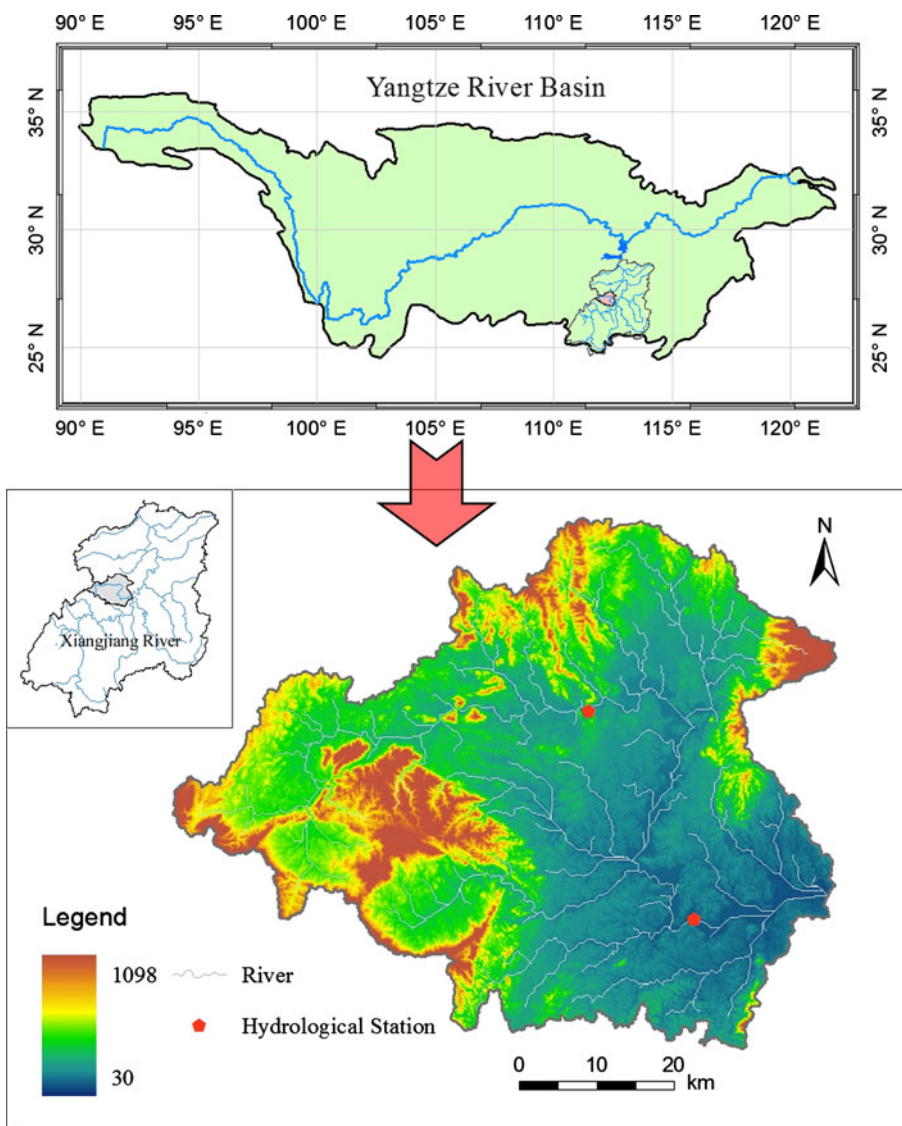 90° E 95° E 100° E 105° E 110° E 115° E 120° E
Yangtze River Basin
35° N 35° N
30° N 30° N
25° N 25° N
90° E 95° E 100° E 105° E 110° E 115° E 120° E
Xiangjiang River
N
Legend
1098
30
River
Hydrological Station
0 10 20
km